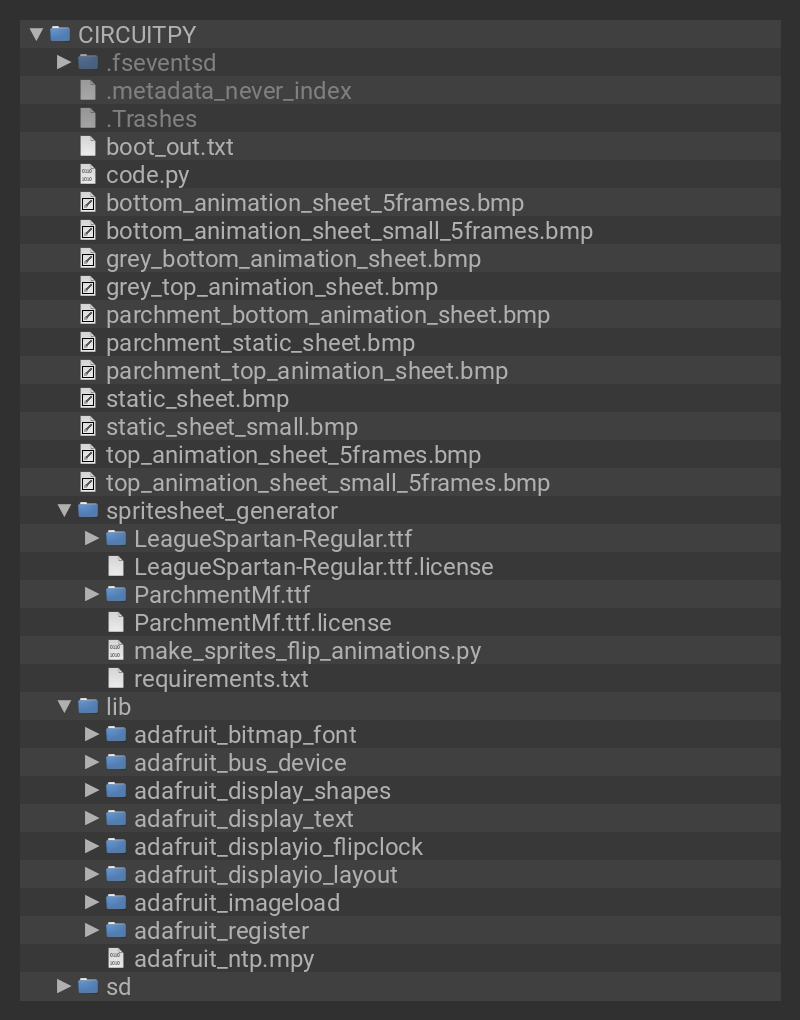 CIRCUITPY
.fseventsd
.metadata_never_index
.Trashes
boot_out.txt
code.py
bottom_animation_sheet_5frames.bmp
bottom_animation_sheet_small_5frames.bmp
grey_bottom_animation_sheet.bmp
grey_top_animation_sheet.bmp
parchment_bottom_animation_sheet.bmp
parchment_static_sheet.bmp
parchment_top_animation_sheet.bmp
static_sheet.bmp
static_sheet_small.bmp
top_animation_sheet_5frames.bmp
top_animation_sheet_small_5frames.bmp
spritesheet_generator
LeagueSpartan-Regular.ttf
LeagueSpartan-Regular.ttf.license
ParchmentMf.ttf
ParchmentMf.ttf.license
make_sprites_flip_animations.py
requirements.txt
lib
adafruit_bitmap_font
adafruit_bus_device
adafruit_display_shapes
adafruit_display_text
adafruit_displayio_flipclock
adafruit_displayio_layout
adafruit_imageload
adafruit_register
adafruit_ntp.mpy
sd